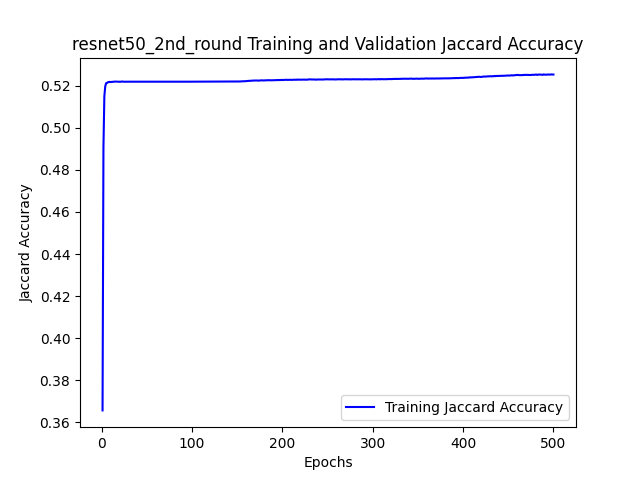 resnet50_2nd_round Training and Validation Jaccard Accuracy
Jaccard Accuracy
0.52
0.50
0.48
0.46
0.44
0.42
0.40
0.38
0.36
Training Jaccard Accuracy
0 100 200 300 400 500
Epochs